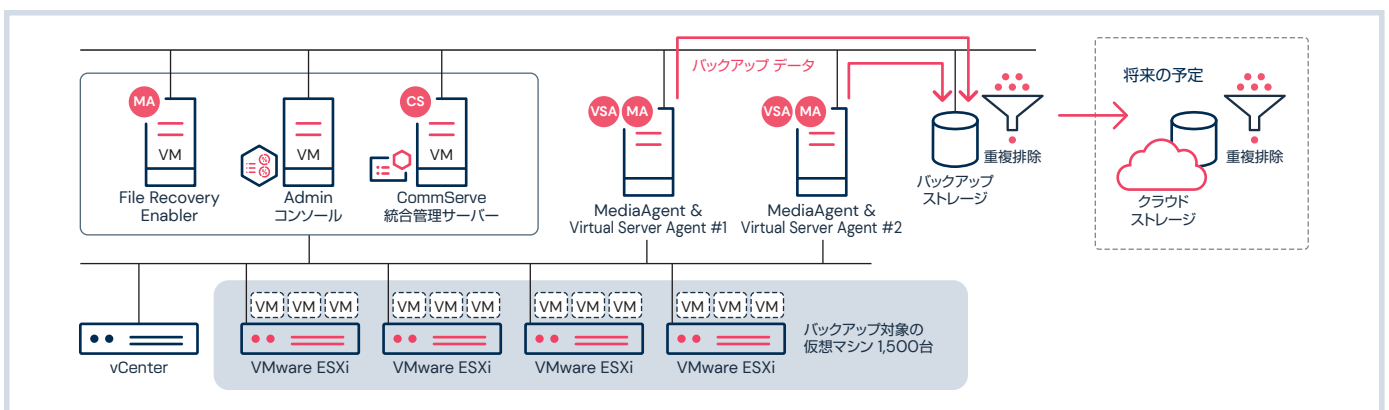 バックアップ データ
将来の予定
MA
CS
VSA MA
VSA MA
VM
VM
VM
重複排除
重複排除
File Recovery
Enabler
Admin
コンソール
CommServe
統合管理サーバー
MediaAgent &
Virtual Server Agent #1
MediaAgent &
Virtual Server Agent #2
バックアップ
ストレージ
クラウド
ストレージ
VM VM VM
VM VM VM
VM VM VM
VM VM VM
バックアップ対象の
仮想マシン 1,500台
vCenter
VMware ESXi
VMware ESXi
VMware ESXi
VMware ESXi